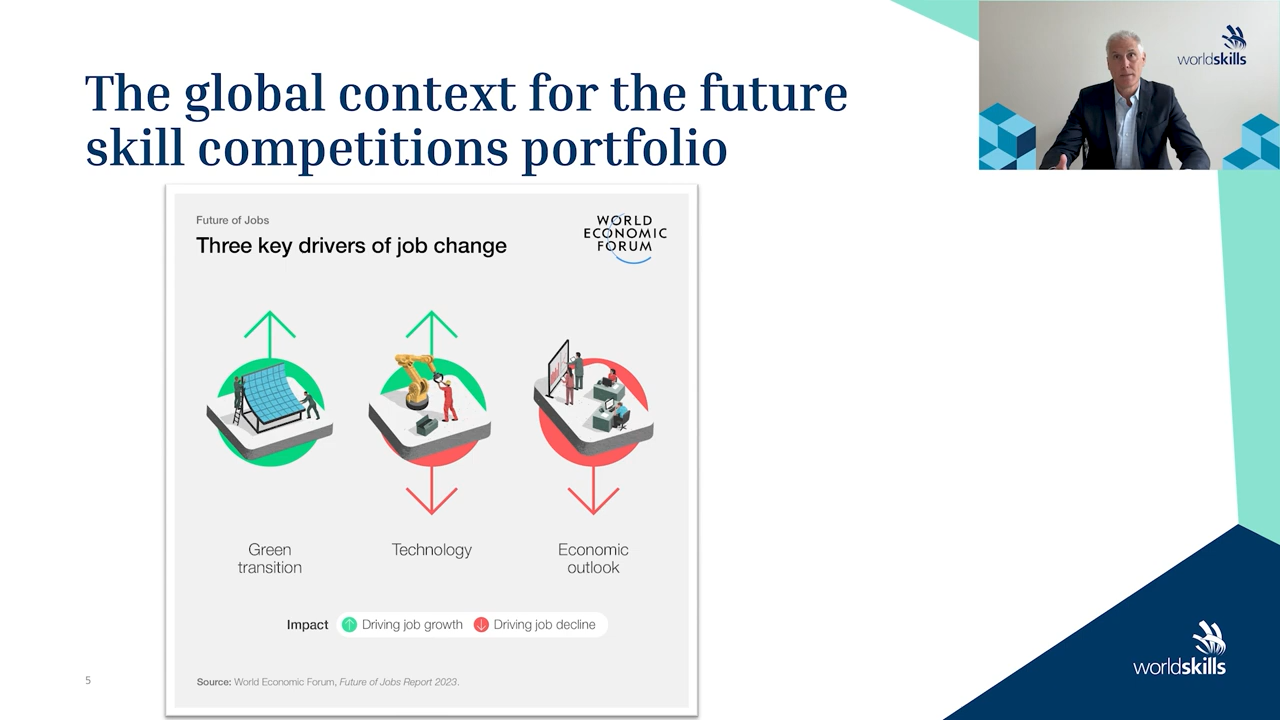 The global context for the future
skill competitions portfolio
worldskills
Future of Jobs
Three key drivers of job change
WORLD
ECONOMIC
FORUM
Green
transition
Technology
Economic
outlook
Impact
Driving job growth
Driving job decline
Source: World Economic Forum, Future of Jobs Report 2023.
5
worldskills